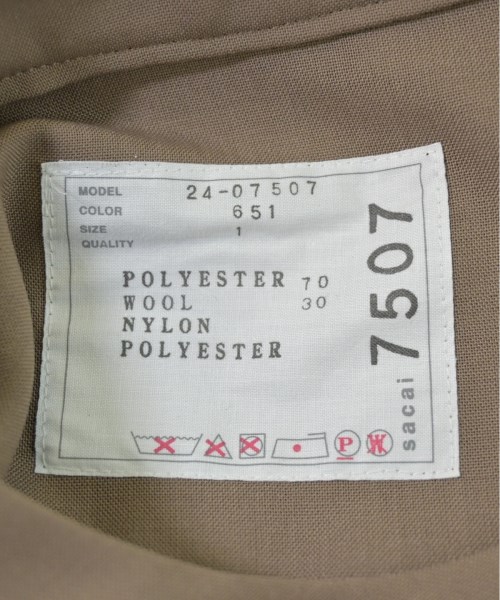 MODEL 24-07507
COLOR 651
SIZE 1
QUALITY
POLYESTER 70
WOOL 30
NYLON
POLYESTER
P W
sacai 7507